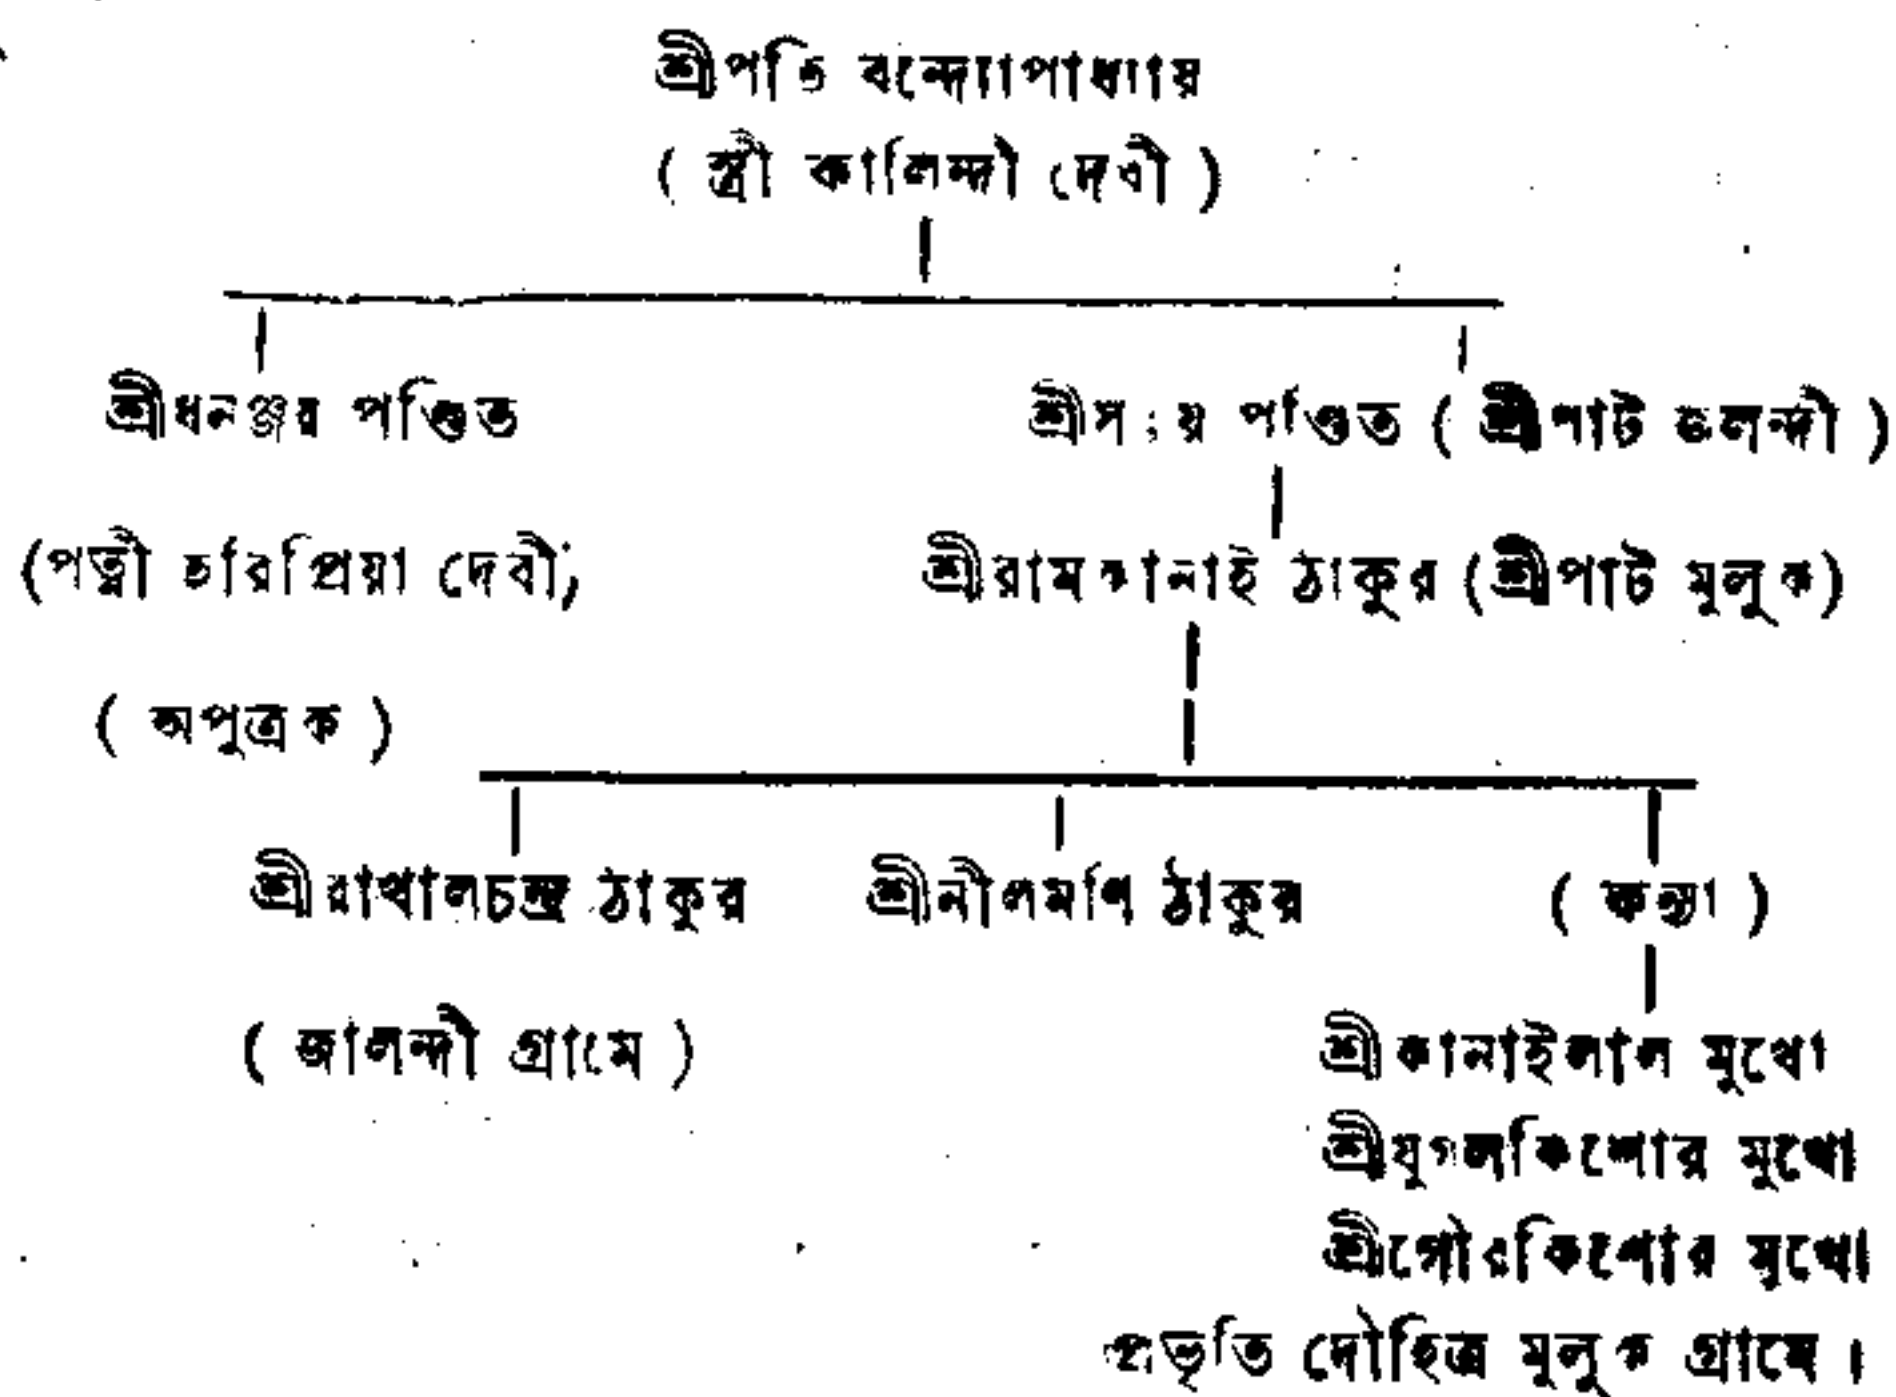 শ্রীপতি বন্দ্যোপাধ্যায়
( স্ত্রী কালিন্দী দেবী )
শ্রীধনঞ্জয় পণ্ডিত
পণ্ডিত ( শ্রীপাট জলন্দী )
(পত্নী হরিপ্রিয়া দেবী)
শ্রীরামকানাই ঠাকুর (শ্রীপাট মুলুক)
( অপুত্রক )
শ্রীরাখালচন্দ্র ঠাকুর
শ্রীনীলমণি ঠাকুর
( কন্যা )
( জালন্দী গ্রামে )
শ্রীকানাইলাল মুখো
শ্রীযুগলকিশোর মুখো
শ্রীগৌরকিশোর মুখো
প্রভৃতি দৌহিত্র মুলুক গ্রামে।